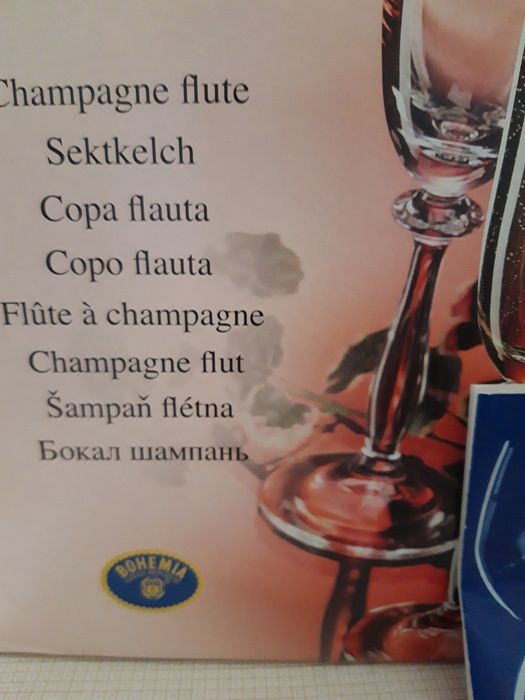 Champagne flute
Sektkelch
Copa flauta
Copo flauta
Flûte à champagne
Champagne flut
Šampaň flétna
Бокал шампань
BOHEMIA